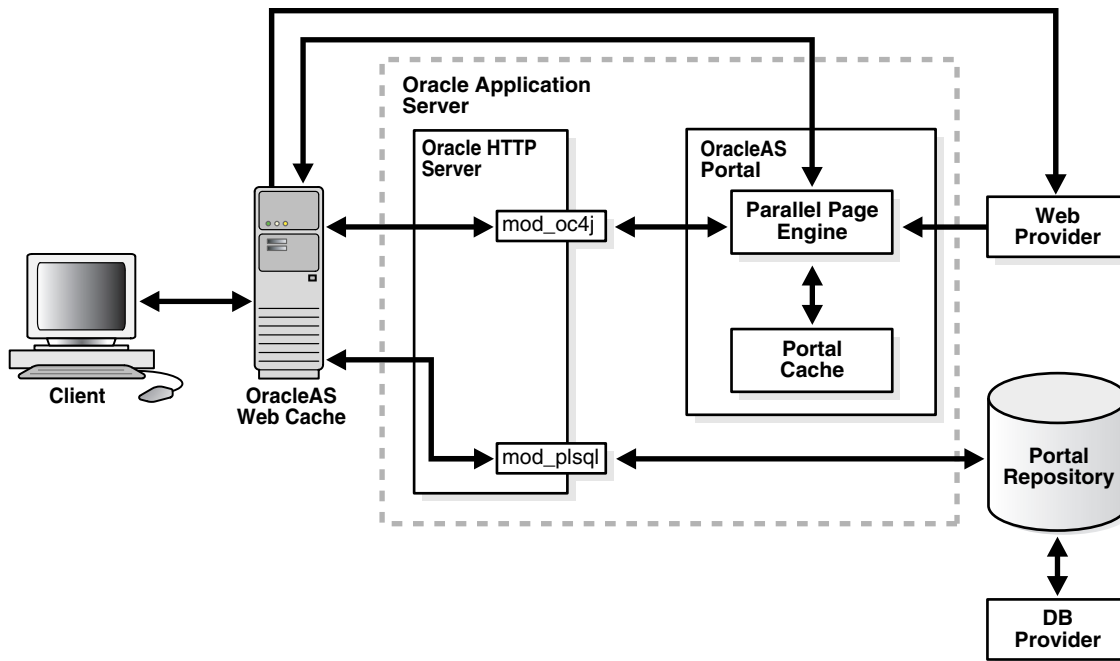 Oracle Application
Server
Oracle HTTP
Server
OracleAS
Portal
mod_oc4j
Parallel Page
Engine
Web
Provider
Portal
Cache
Client
OracleAS
Web Cache
mod_plsql
Portal
Repository
DB
Provider